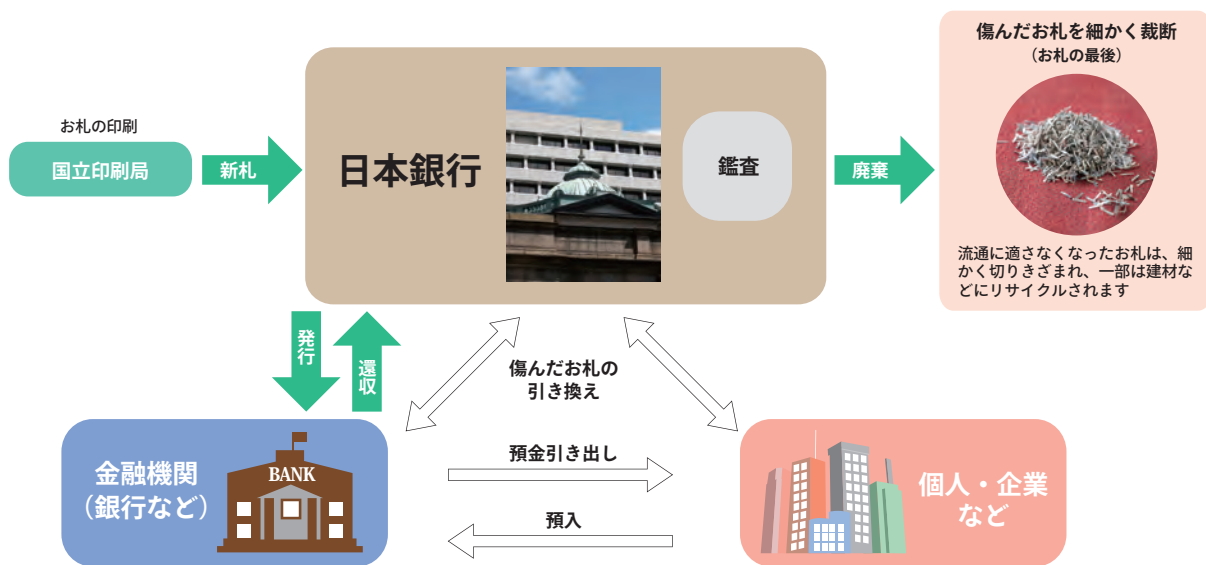 お札の印刷
国立印刷局
新札
日本銀行
鑑査
廃棄
傷んだお札を細かく裁断
（お札の最後）
流通に適さなくなったお札は、細
かく切りきざまれ、一部は建材な
どにリサイクルされます
発行
還収
傷んだお札の
引き換え
金融機関
（銀行など）
BANK
預金引き出し
預入
個人・企業
など